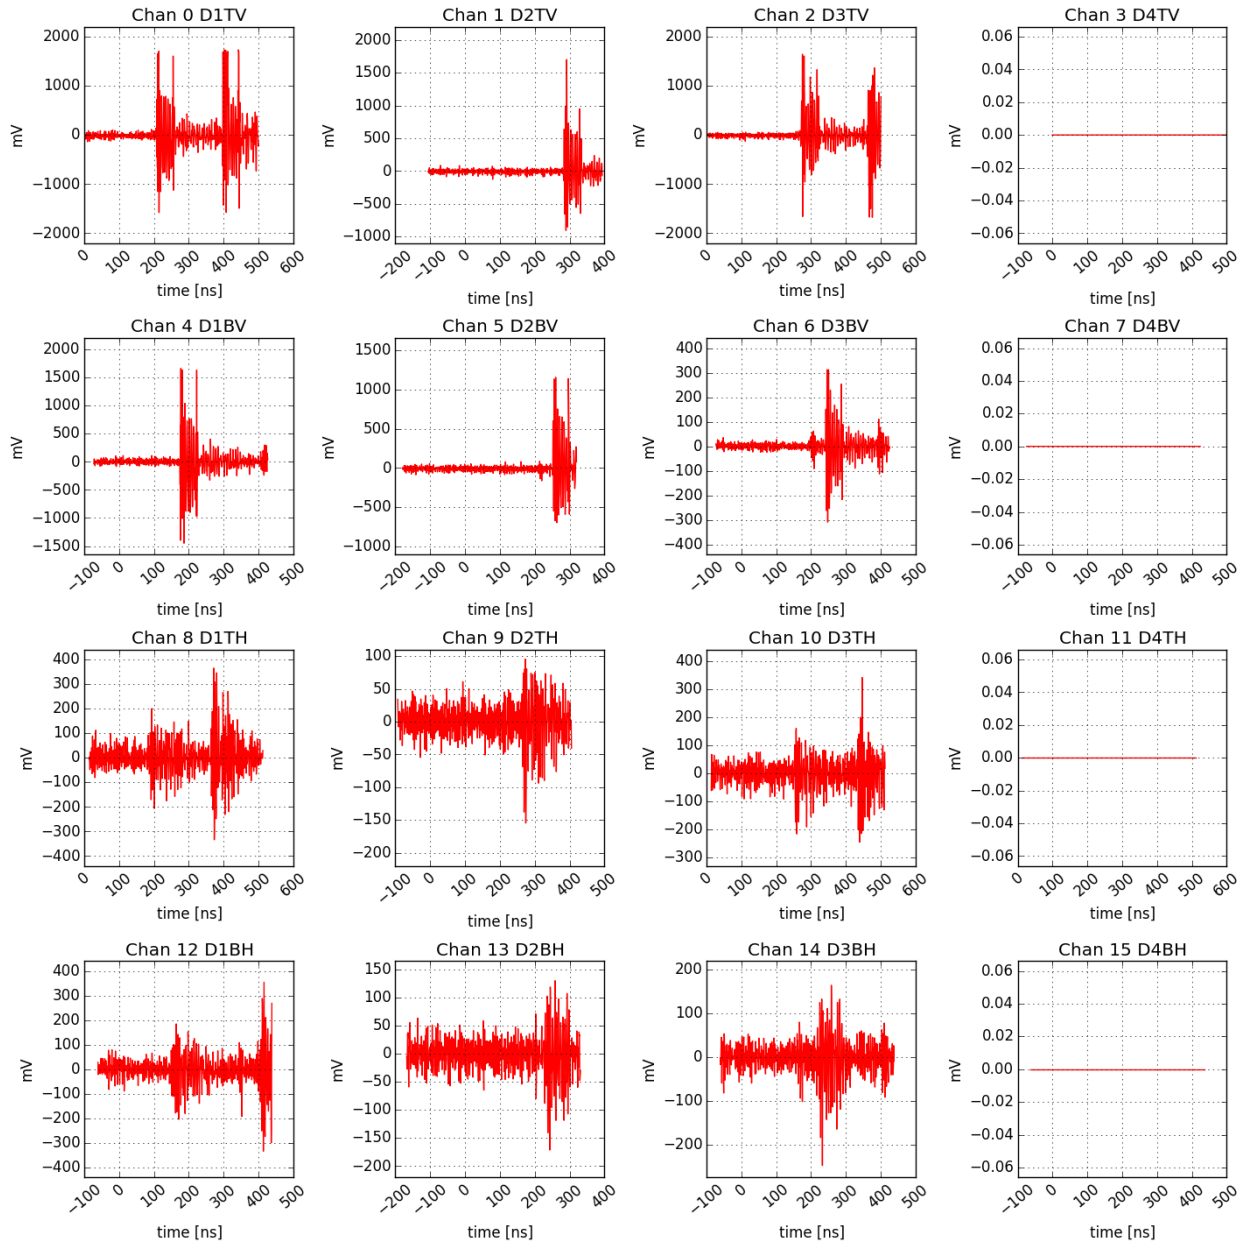 Chan 0 D1TV
mV
2000
1000
0
−1000
−2000
0 100 200 300 400 500 600
time [ns]
Chan 1 D2TV
mV
2000
1500
1000
500
0
−500
−1000
−200 −100 0 100 200 300 400
time [ns]
Chan 2 D3TV
mV
2000
1000
0
−1000
−2000
0 100 200 300 400 500 600
time [ns]
Chan 3 D4TV
mV
0.06
0.04
0.02
0.00
−0.02
−0.04
−0.06
−100 0 100 200 300 400 500
time [ns]
Chan 4 D1BV
mV
2000
1500
1000
500
0
−500
−1000
−1500
−100 0 100 200 300 400 500
time [ns]
Chan 5 D2BV
mV
1500
1000
500
0
−500
−1000
−200 −100 0 100 200 300 400
time [ns]
Chan 6 D3BV
mV
400
300
200
100
0
−100
−200
−300
−400
−100 0 100 200 300 400 500
time [ns]
Chan 7 D4BV
mV
0.06
0.04
0.02
0.00
−0.02
−0.04
−0.06
−100 0 100 200 300 400 500
time [ns]
Chan 8 D1TH
mV
400
300
200
100
0
−100
−200
−300
−400
0 100 200 300 400 500 600
time [ns]
Chan 9 D2TH
mV
100
50
0
−50
−100
−150
−200
−100 0 100 200 300 400 500
time [ns]
Chan 10 D3TH
mV
400
300
200
100
0
−100
−200
−300
0 100 200 300 400 500 600
time [ns]
Chan 11 D4TH
mV
0.06
0.04
0.02
0.00
−0.02
−0.04
−0.06
0 100 200 300 400 500 600
time [ns]
Chan 12 D1BH
mV
400
300
200
100
0
−100
−200
−300
−400
−100 0 100 200 300 400 500
time [ns]
Chan 13 D2BH
mV
150
100
50
0
−50
−100
−150
−200
−200 −100 0 100 200 300 400
time [ns]
Chan 14 D3BH
mV
200
100
0
−100
−200
−100 0 100 200 300 400 500
time [ns]
Chan 15 D4BH
mV
0.06
0.04
0.02
0.00
−0.02
−0.04
−0.06
−100 0 100 200 300 400 500
time [ns]